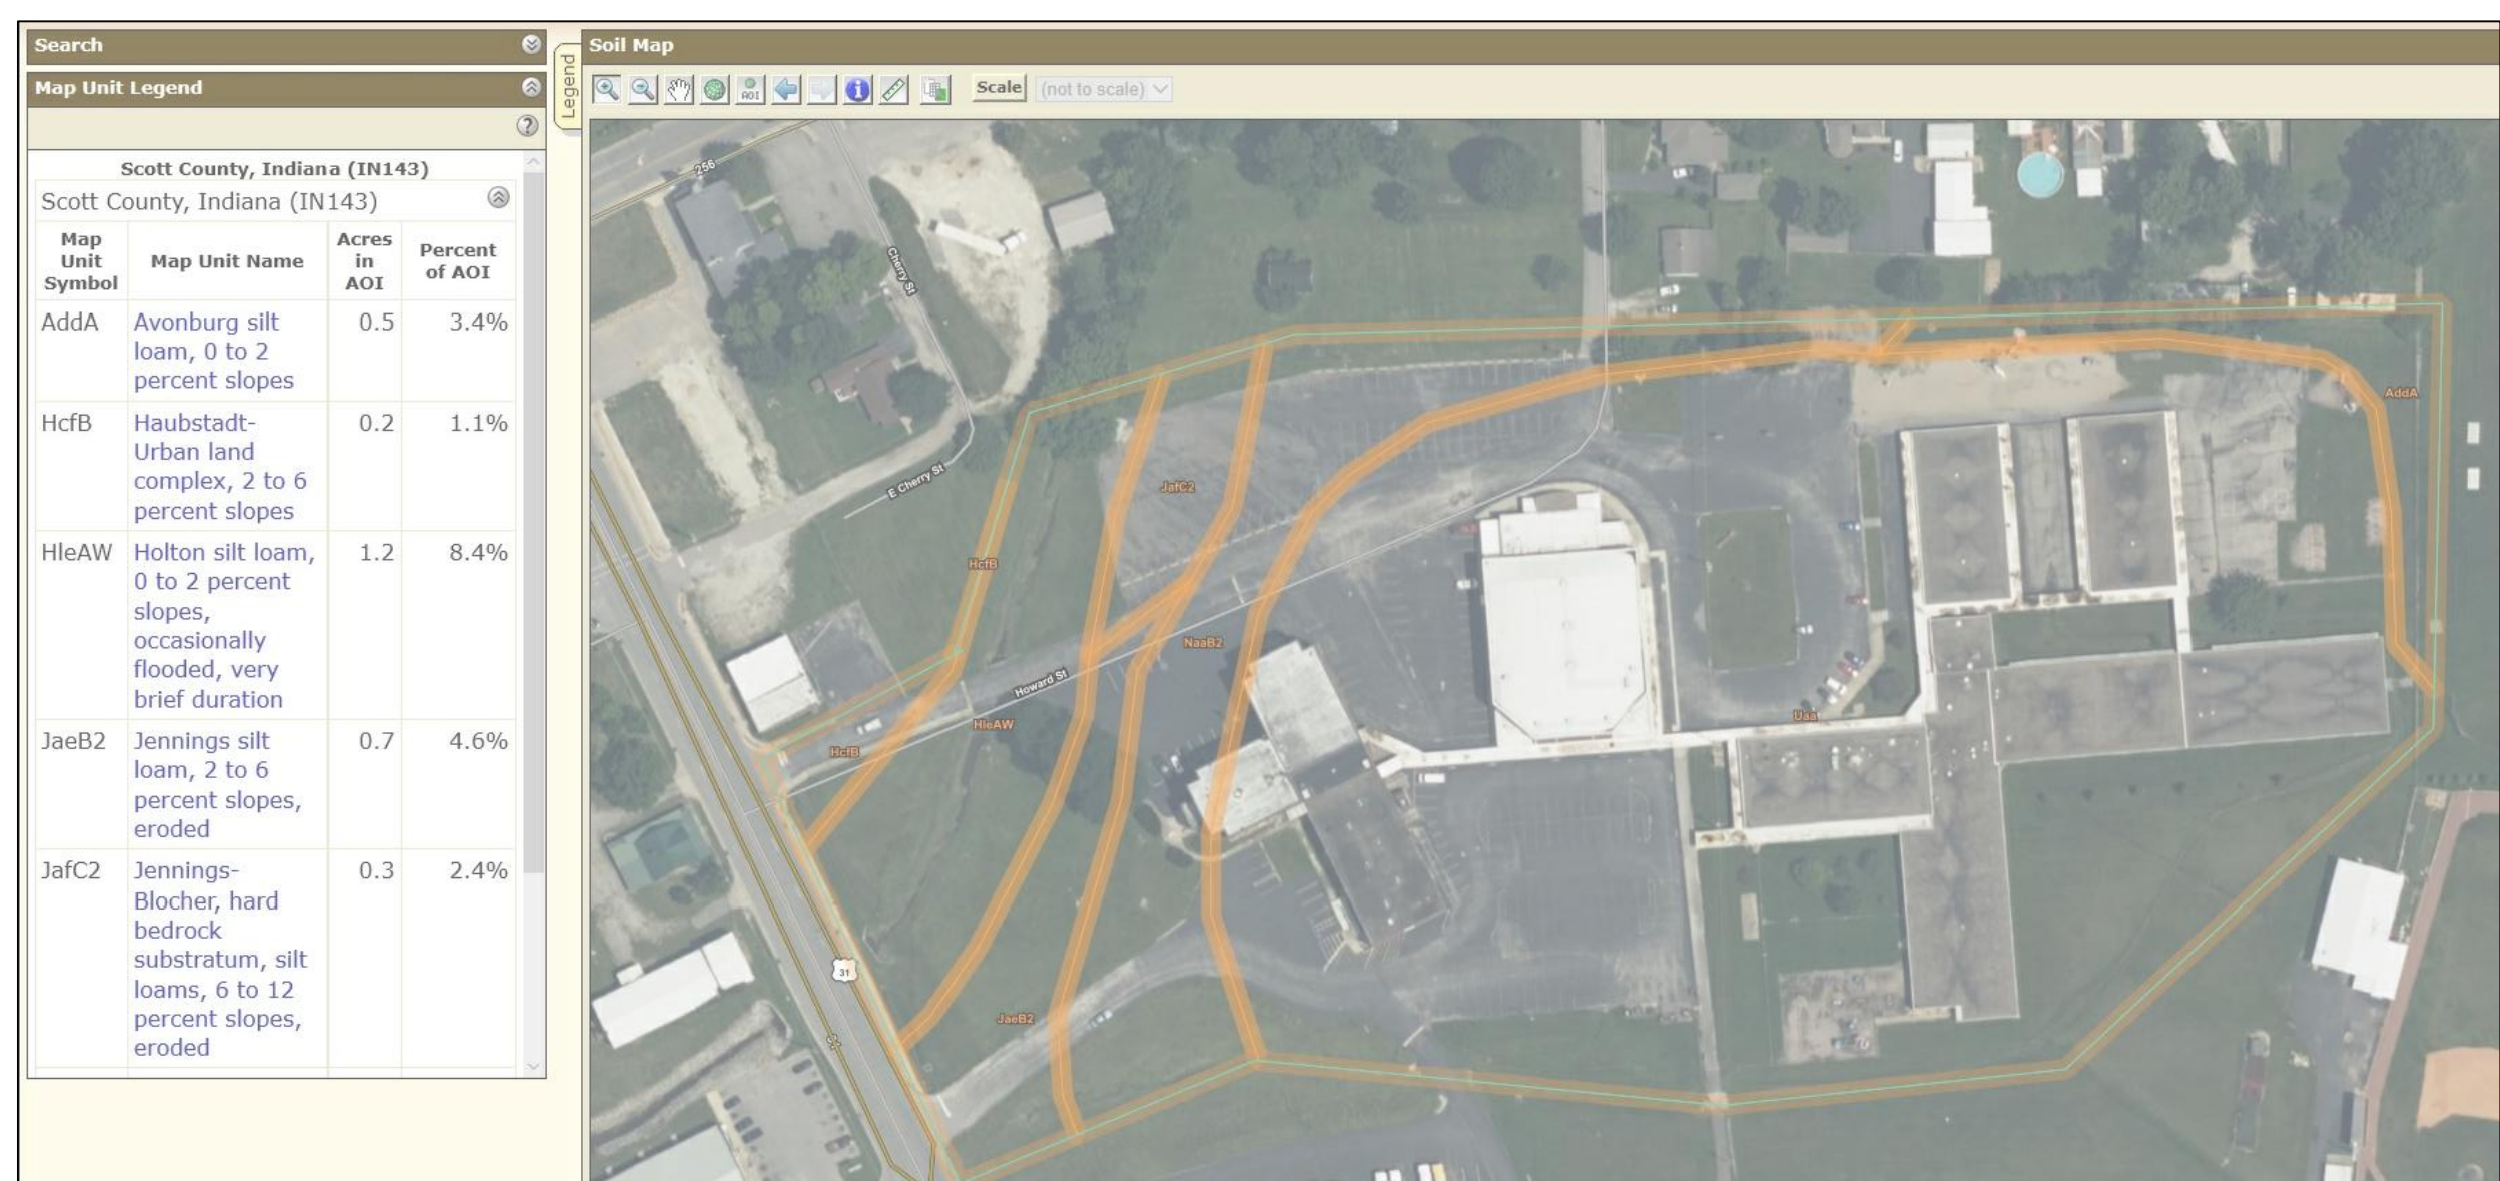 Search
Map Unit Legend
Scott County, Indiana (IN143)
Scott County, Indiana (IN143)
Map Unit Symbol Map Unit Name Acres in AOI Percent of AOI
AddA Avonburg silt 0.5 3.4%
loam, 0 to 2
percent slopes
HcfB Haubstadt- 0.2 1.1%
Urban land
complex, 2 to 6
percent slopes
HleAW Holton silt loam, 1.2 8.4%
0 to 2 percent
slopes,
occasionally
flooded, very
brief duration
JaeB2 Jennings silt 0.7 4.6%
loam, 2 to 6
percent slopes,
eroded
JafC2 Jennings- 0.3 2.4%
Blocher, hard
bedrock
substratum, silt
loams, 6 to 12
percent slopes,
eroded
Legend
Soil Map
AOI
Scale (not to scale)
256
Cherry St
E Cherry St
AddA
JafC2
HcfB
NaaB2
Howard St
HleAW
Uaa
HcfB
31
JaeB2